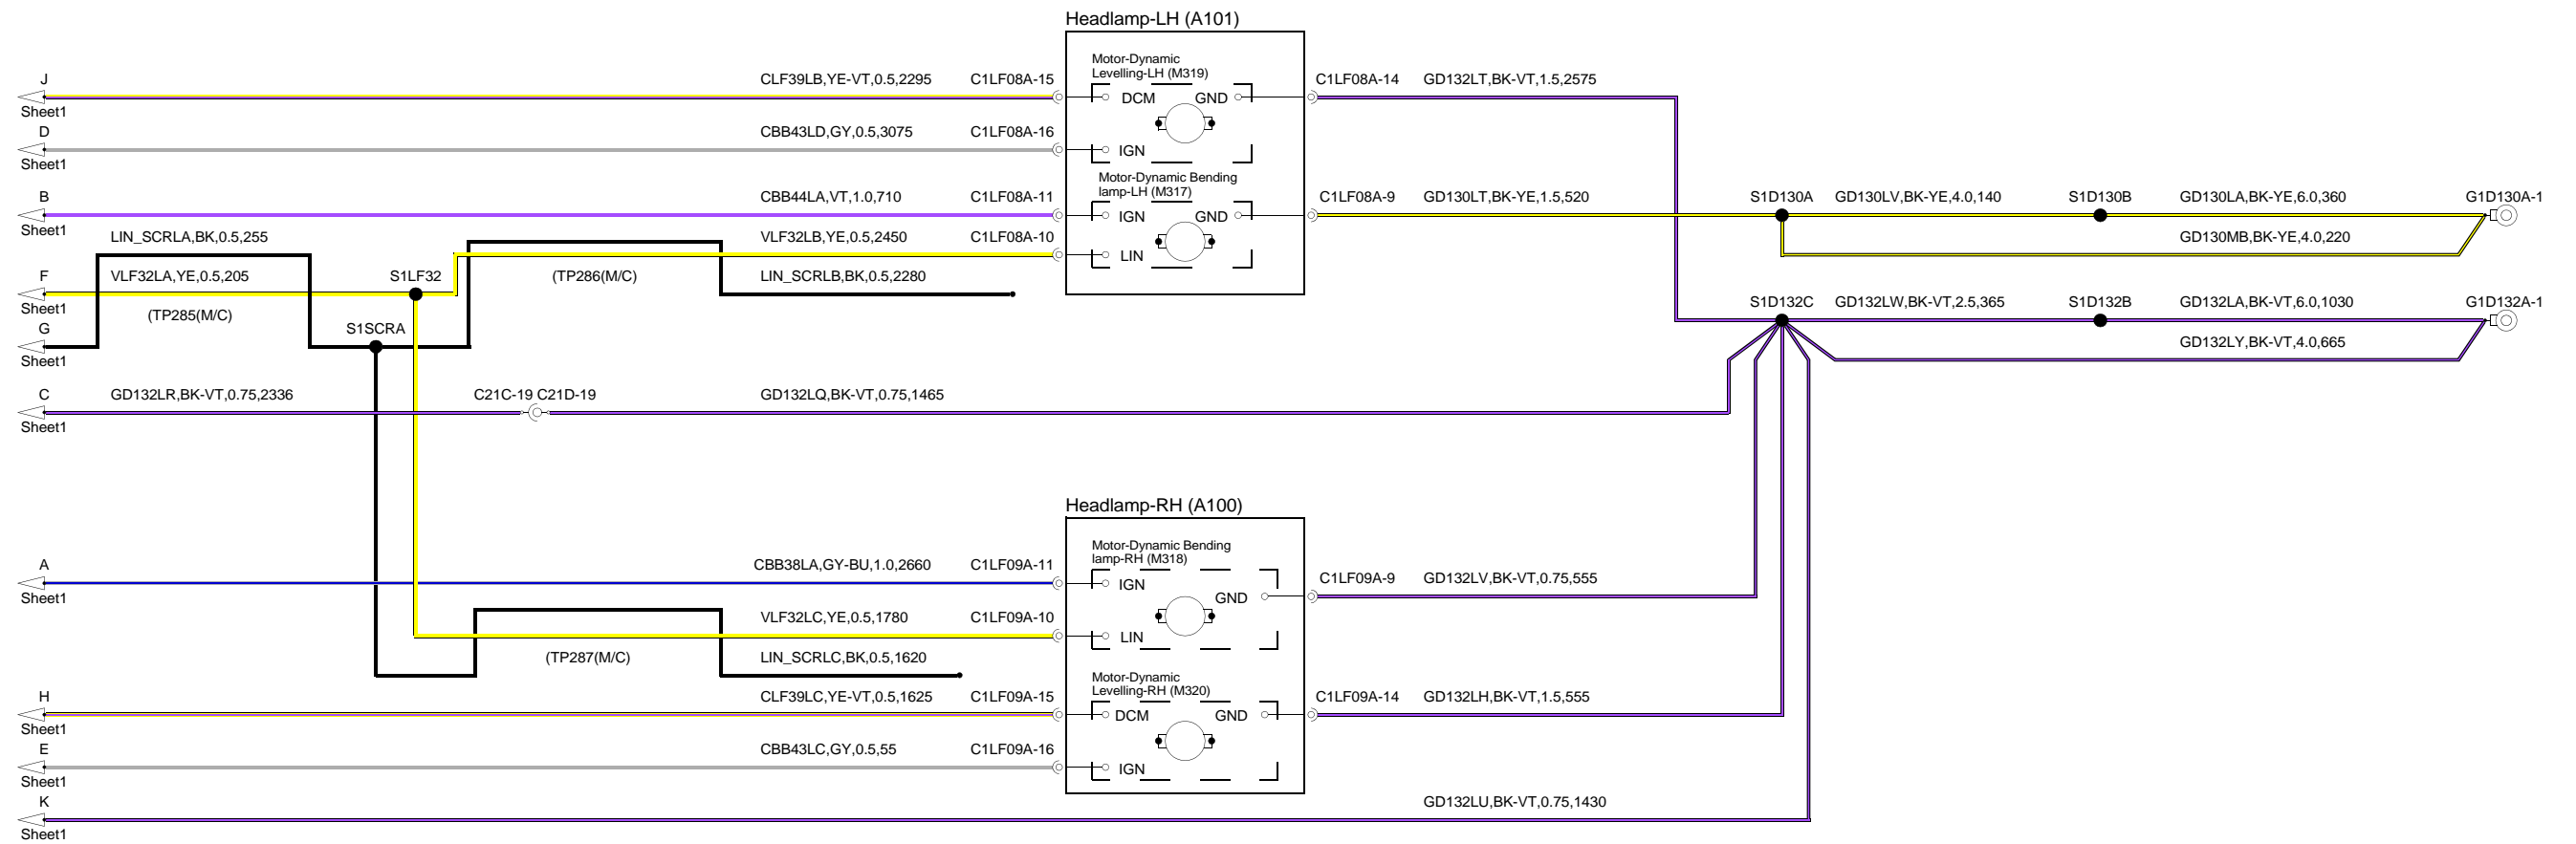 Headlamp-LH (A101)
Motor-Dynamic
Levelling-LH (M319)
J
CLF39LB,YE-VT,0.5,2295
C1LF08A-15
C1LF08A-14
GD132LT,BK-VT,1.5,2575
DCM
GND
Sheet1
D
CBB43LD,GY,0.5,3075
C1LF08A-16
IGN
Sheet1
Motor-Dynamic Bending
lamp-LH (M317)
B
CBB44LA,VT,1.0,710
C1LF08A-11
C1LF08A-9
GD130LT,BK-YE,1.5,520
S1D130A
GD130LV,BK-YE,4.0,140
S1D130B
GD130LA,BK-YE,6.0,360
G1D130A-1
IGN
GND
Sheet1
LIN_SCRLA,BK,0.5,255
VLF32LB,YE,0.5,2450
C1LF08A-10
GD130MB,BK-YE,4.0,220
LIN
F
VLF32LA,YE,0.5,205
S1LF32
(TP286(M/C)
LIN_SCRLB,BK,0.5,2280
Sheet1
(TP285(M/C)
S1D132C
GD132LW,BK-VT,2.5,365
S1D132B
GD132LA,BK-VT,6.0,1030
G1D132A-1
G
S1SCRA
GD132LY,BK-VT,4.0,665
Sheet1
C
GD132LR,BK-VT,0.75,2336
C21C-19 C21D-19
GD132LQ,BK-VT,0.75,1465
Sheet1
Headlamp-RH (A100)
Motor-Dynamic Bending
lamp-RH (M318)
A
CBB38LA,GY-BU,1.0,2660
C1LF09A-11
C1LF09A-9
GD132LV,BK-VT,0.75,555
IGN
GND
Sheet1
VLF32LC,YE,0.5,1780
C1LF09A-10
LIN
(TP287(M/C)
LIN_SCRLC,BK,0.5,1620
Motor-Dynamic
Levelling-RH (M320)
H
CLF39LC,YE-VT,0.5,1625
C1LF09A-15
C1LF09A-14
GD132LH,BK-VT,1.5,555
DCM
GND
Sheet1
E
CBB43LC,GY,0.5,55
C1LF09A-16
IGN
Sheet1
K
GD132LU,BK-VT,0.75,1430
Sheet1